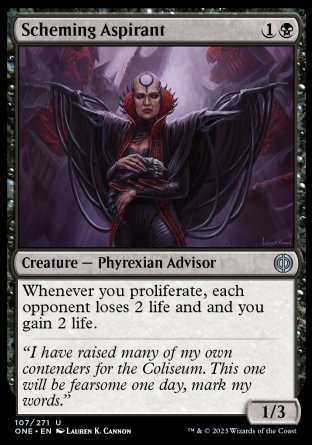 Scheming Aspirant 1
Creature — Phyrexian Advisor
Whenever you proliferate, each
opponent loses 2 life and and you
gain 2 life.
“I have raised many of my own
contenders for the Coliseum. This one
will be fearsome one day, mark my
words.”
1/3
107/271 U
ONE • EN Lauren K. Cannon ™ & © 2023 Wizards of the Coast